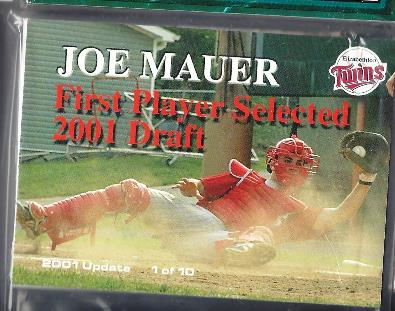 JOE MAUER
First Player Selected
2001 Draft
Elizabethton
Twins
2001 Update 1 of 10